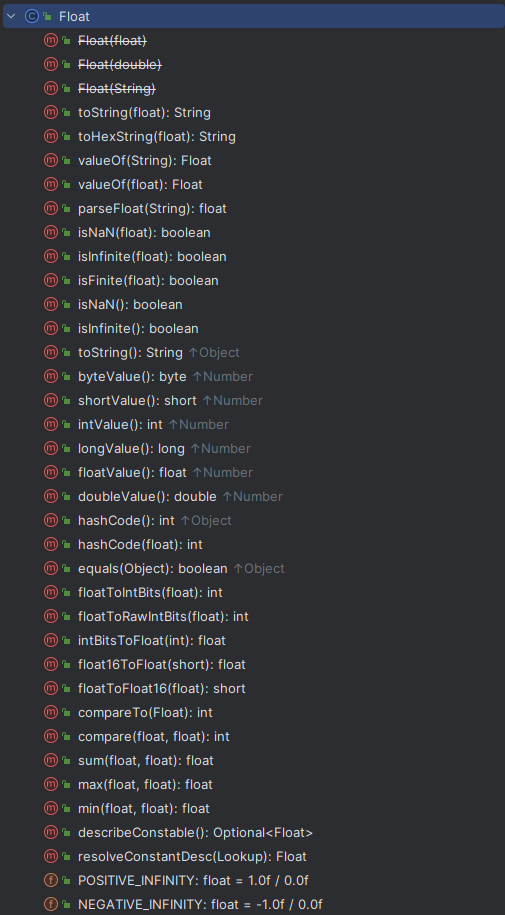 Float
Float(float)
Float(double)
Float(String)
toString(float): String
toHexString(float): String
valueOf(String): Float
valueOf(float): Float
parseFloat(String): float
isNaN(float): boolean
isInfinite(float): boolean
isFinite(float): boolean
isNaN(): boolean
isInfinite(): boolean
toString(): String ↑Object
byteValue(): byte ↑Number
shortValue(): short ↑Number
intValue(): int ↑Number
longValue(): long ↑Number
floatValue(): float ↑Number
doubleValue(): double ↑Number
hashCode(): int ↑Object
hashCode(float): int
equals(Object): boolean ↑Object
floatToIntBits(float): int
floatToRawIntBits(float): int
intBitsToFloat(int): float
float16ToFloat(short): float
floatToFloat16(float): short
compareTo(Float): int
compare(float, float): int
sum(float, float): float
max(float, float): float
min(float, float): float
describeConstable(): Optional<Float>
resolveConstantDesc(Lookup): Float
POSITIVE_INFINITY: float = 1.0f / 0.0f
NEGATIVE_INFINITY: float = -1.0f / 0.0f